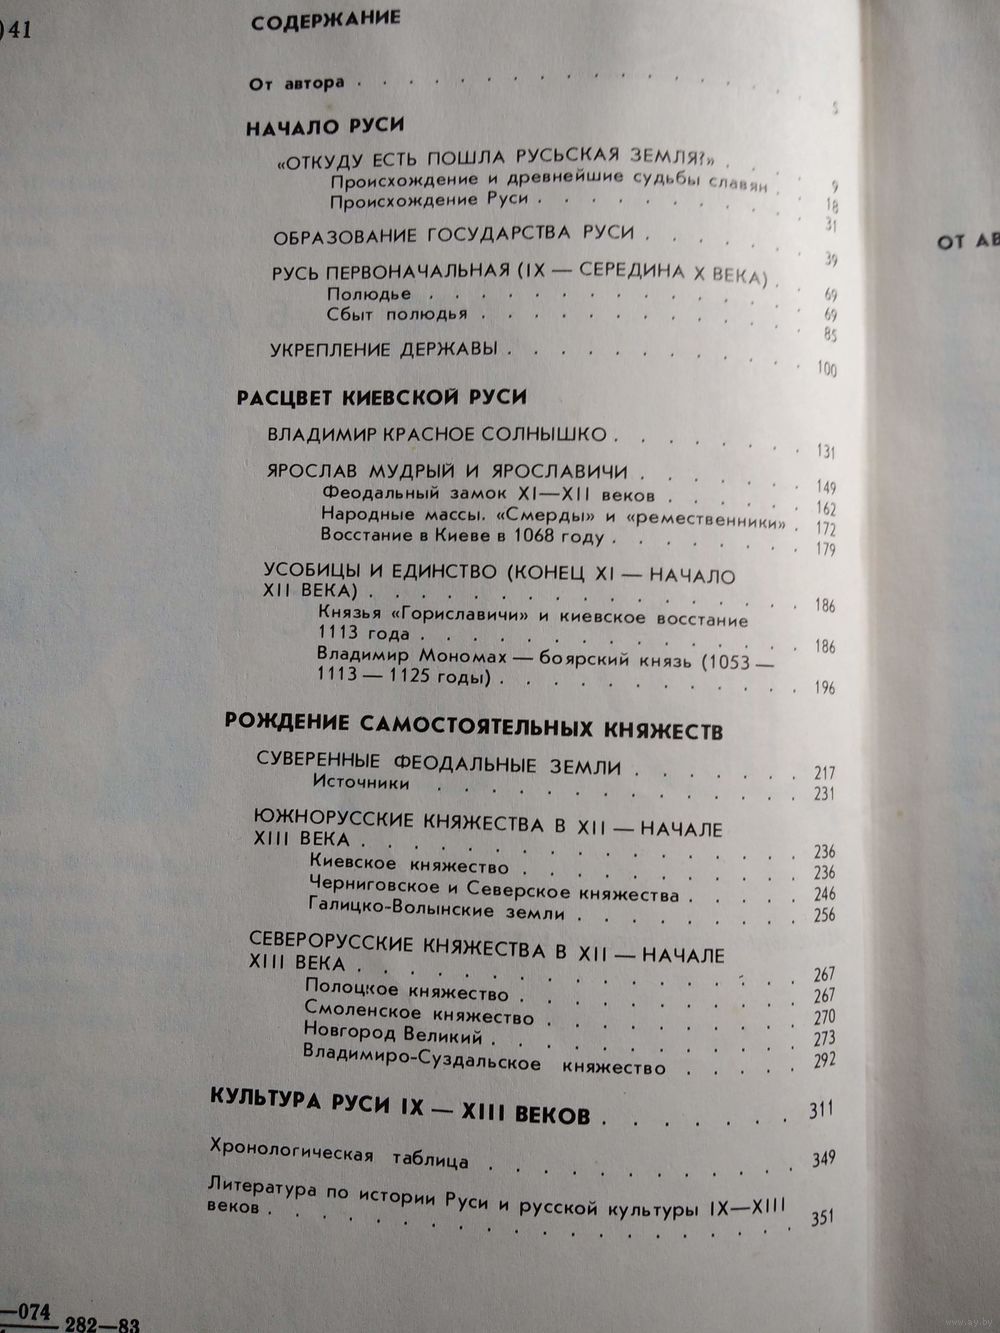 )41
СОДЕРЖАНИЕ
От автора . . . . . . . . . . . . . . . . . 5
НАЧАЛО РУСИ
«ОТКУДУ ЕСТЬ ПОШЛА РУСЬСКАЯ ЗЕМЛЯ?» . . . . 9
Происхождение и древнейшие судьбы славян . . 18
Происхождение Руси . . . . . . . . . . . 31
ОБРАЗОВАНИЕ ГОСУДАРСТВА РУСИ . . . . . . . 39
РУСЬ ПЕРВОНАЧАЛЬНАЯ (IX — СЕРЕДИНА X ВЕКА) . . 69
Полюдье . . . . . . . . . . . . . . . 69
Сбыт полюдья . . . . . . . . . . . . . 85
УКРЕПЛЕНИЕ ДЕРЖАВЫ . . . . . . . . . . . . 100
РАСЦВЕТ КИЕВСКОЙ РУСИ
ВЛАДИМИР КРАСНОЕ СОЛНЫШКО . . . . . . . . 131
ЯРОСЛАВ МУДРЫЙ И ЯРОСЛАВИЧИ . . . . . . . 149
Феодальный замок XI—XII веков . . . . . . 162
Народные массы. «Смерды» и «ремественники» . 172
Восстание в Киеве в 1068 году . . . . . . . . 179
УСОБИЦЫ И ЕДИНСТВО (КОНЕЦ XI — НАЧАЛО
XII ВЕКА) . . . . . . . . . . . . . . . . . 186
Князья «Гориславичи» и киевское восстание
1113 года . . . . . . . . . . . . . . . 186
Владимир Мономах — боярский князь (1053 —
1113 — 1125 годы) . . . . . . . . . . . . 196
РОЖДЕНИЕ САМОСТОЯТЕЛЬНЫХ КНЯЖЕСТВ
СУВЕРЕННЫЕ ФЕОДАЛЬНЫЕ ЗЕМЛИ . . . . . . . 217
Источники . . . . . . . . . . . . . . 231
ЮЖНОРУССКИЕ КНЯЖЕСТВА В XII — НАЧАЛЕ
XIII ВЕКА . . . . . . . . . . . . . . . . . 236
Киевское княжество . . . . . . . . . . . 236
Черниговское и Северское княжества . . . . . 246
Галицко-Волынские земли . . . . . . . . . 256
СЕВЕРОРУССКИЕ КНЯЖЕСТВА В XII — НАЧАЛЕ
XIII ВЕКА . . . . . . . . . . . . . . . . . 267
Полоцкое княжество . . . . . . . . . . . 267
Смоленское княжество . . . . . . . . . . 270
Новгород Великий . . . . . . . . . . . . 273
Владимиро-Суздальское княжество . . . . . 292
КУЛЬТУРА РУСИ IX — XIII ВЕКОВ . . . . . . . 311
Хронологическая таблица . . . . . . . . . . . . 349
Литература по истории Руси и русской культуры IX—XIII
веков . . . . . . . . . . . . . . . . . . . . . 351
—074
282—83
ОТ АВ
www.ay.by